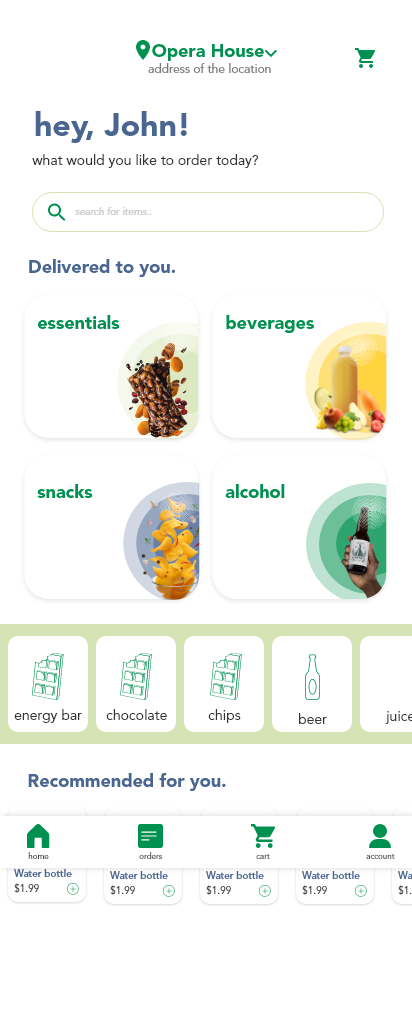 Opera House
address of the location
hey, John!
what would you like to order today?
search for items..
Delivered to you.
essentials
beverages
snacks
alcohol
energy bar
chocolate
chips
beer
juice
Recommended for you.
home
orders
cart
account
Water bottle
$1.99
Water bottle
$1.99
Water bottle
$1.99
Water bottle
$1.99
Wat
$1.